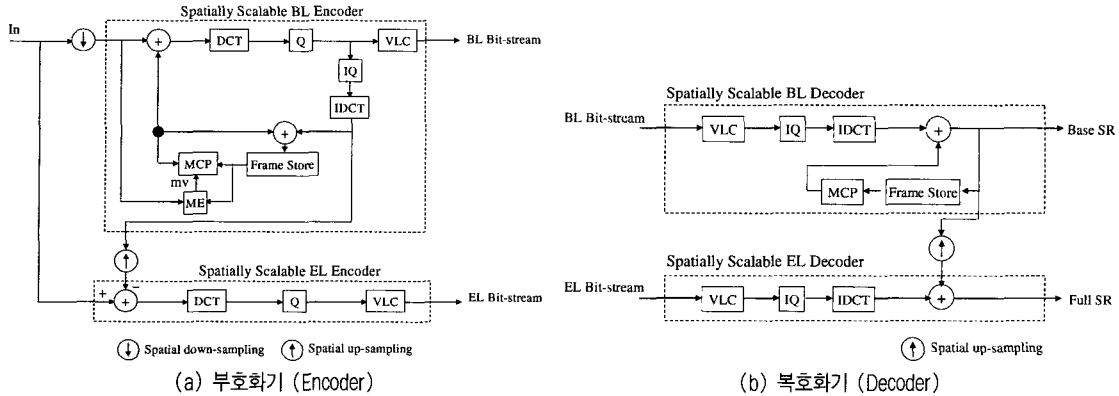 Spatially Scalable BL Encoder
In
+
DCT
Q
VLC
BL Bit-stream
IQ
IDCT
+
MCP
Frame Store
mv
ME
Spatially Scalable EL Encoder
+
−
+
DCT
Q
VLC
EL Bit-stream
Spatial down-sampling
Spatial up-sampling
(a) 부호화기 (Encoder)
Spatially Scalable BL Decoder
BL Bit-stream
VLC
IQ
IDCT
+
Base SR
MCP
Frame Store
Spatially Scalable EL Decoder
EL Bit-stream
VLC
IQ
IDCT
+
Full SR
Spatial up-sampling
(b) 복호화기 (Decoder)